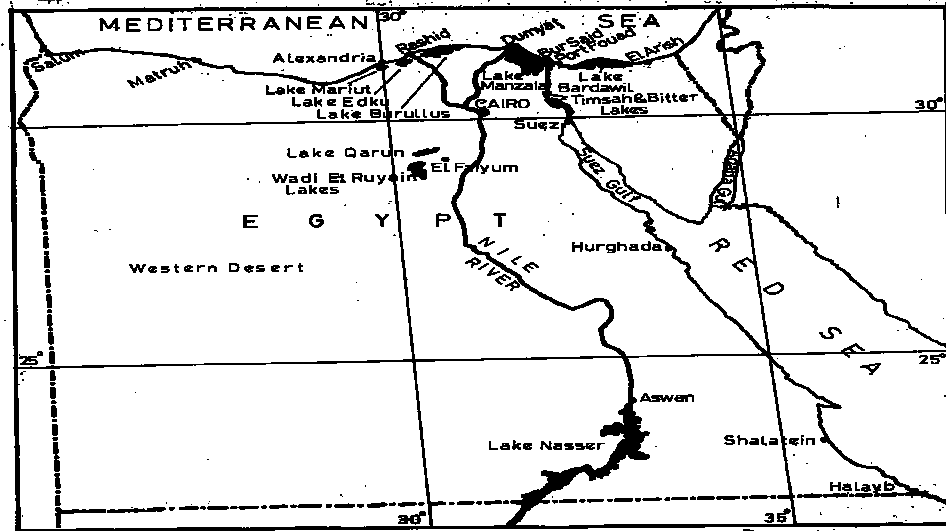 MEDITERRANEAN SEA
30°
Salum
Matruh
Alexandria
Rashid
Dumyat
Bur Said
Port Fouad
El Arish
Lake Mariut
Lake Edku
Lake Burullus
Lake
Manzala
Lake
Bardawil
Timsah&Bitter
Lakes
CAIRO
Suez
30°
Lake Qarun
El Faiyum
Wadi El Ruyein
Lakes
Suez Gulf
Aqaba Gulf
EGYPT
NILE
RIVER
Western Desert
Hurghada
RED SEA
25°
25°
Aswan
Lake Nasser
Shalatein
Halayb
30°
35°